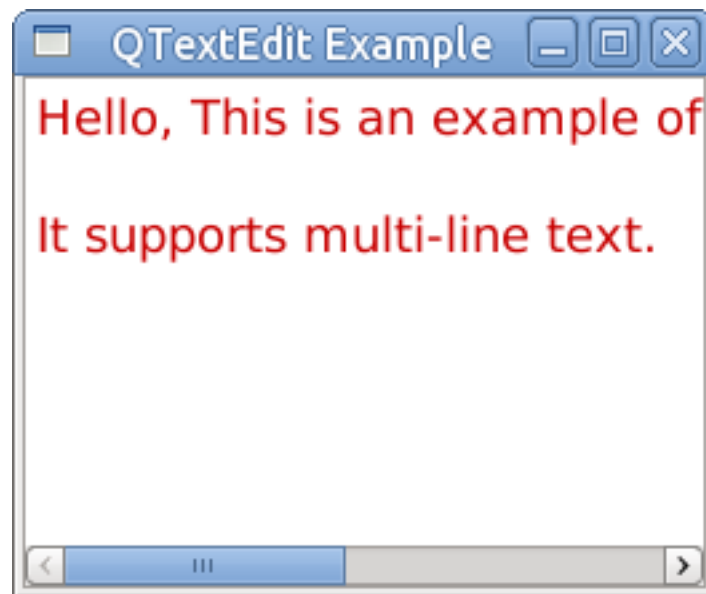 QTextEdit Example
Hello, This is an example of
It supports multi-line text.